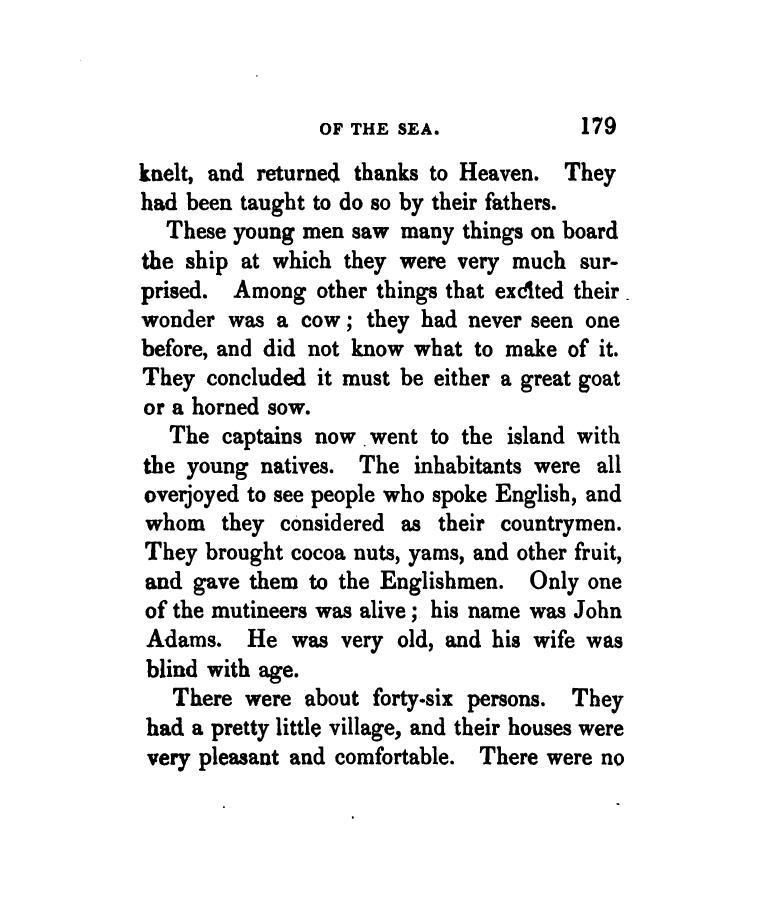 OF THE SEA. 179
knelt, and returned thanks to Heaven. They
had been taught to do so by their fathers.
These young men saw many things on board
the ship at which they were very much sur-
prised. Among other things that excited their
wonder was a cow; they had never seen one
before, and did not know what to make of it.
They concluded it must be either a great goat
or a horned sow.
The captains now went to the island with
the young natives. The inhabitants were all
overjoyed to see people who spoke English, and
whom they considered as their countrymen.
They brought cocoa nuts, yams, and other fruit,
and gave them to the Englishmen. Only one
of the mutineers was alive; his name was John
Adams. He was very old, and his wife was
blind with age.
There were about forty-six persons. They
had a pretty little village, and their houses were
very pleasant and comfortable. There were no